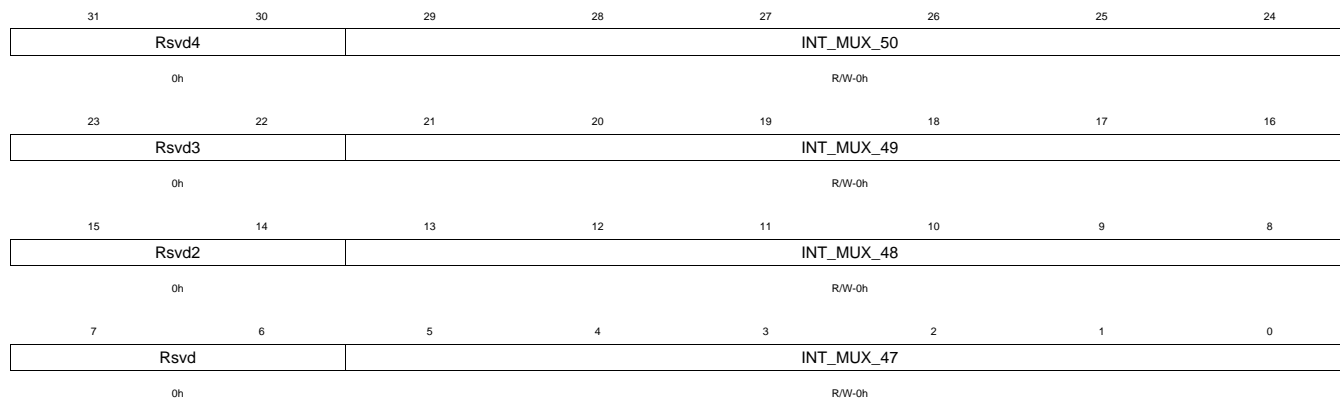 31 30 29 28 27 26 25 24
Rsvd4 INT_MUX_50
0h R/W-0h
23 22 21 20 19 18 17 16
Rsvd3 INT_MUX_49
0h R/W-0h
15 14 13 12 11 10 9 8
Rsvd2 INT_MUX_48
0h R/W-0h
7 6 5 4 3 2 1 0
Rsvd INT_MUX_47
0h R/W-0h